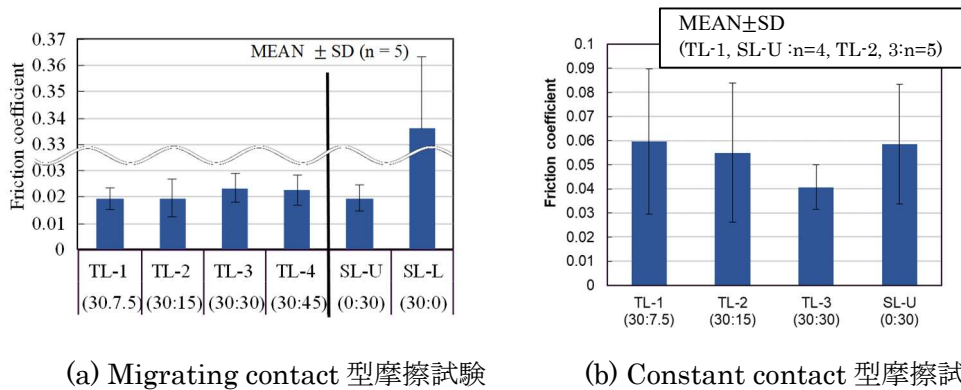 0.37
0.36
0.34
0.33
0.03
0.02
0.01
0
Friction coefficient
MEAN ± SD (n = 5)
TL-1 TL-2 TL-3 TL-4 SL-U SL-L
(30.7.5) (30:15) (30:30) (30:45) (0:30) (30:0)
(a) Migrating contact 型摩擦試験
MEAN±SD
(TL-1, SL-U :n=4, TL-2, 3:n=5)
0.1
0.09
0.08
0.07
0.06
0.05
0.04
0.03
0.02
0.01
0
Friction coefficient
TL-1 TL-2 TL-3 SL-U
(30:7.5) (30:15) (30:30) (0:30)
(b) Constant contact 型摩擦試